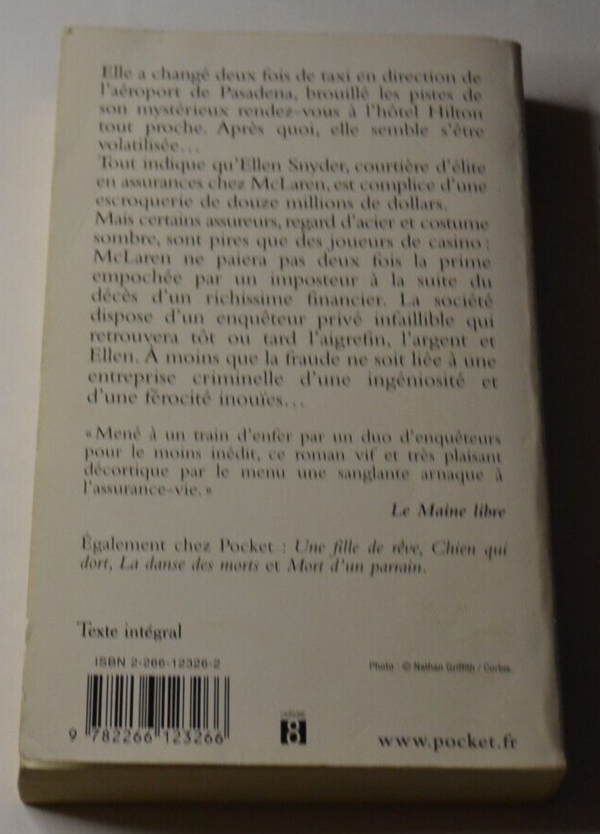 Elle a changé deux fois de taxi en direction de
l'aéroport de Pasadena, brouillé les pistes de
son mystérieux rendez-vous à l'hôtel Hilton
tout proche. Après quoi, elle semble s'être
volatilisée...
Tout indique qu'Ellen Snyder, courtière d'élite
en assurances chez McLaren, est complice d'une
escroquerie de douze millions de dollars.
Mais certains assureurs, regard d'acier et costume
sombre, sont pires que des joueurs de casino :
McLaren ne paiera pas deux fois la prime
empochée par un imposteur à la suite du
décès d'un richissime financier. La société
dispose d'un enquêteur privé infaillible qui
retrouvera tôt ou tard l'aigrefin, l'argent et
Ellen. À moins que la fraude ne soit liée à une
entreprise criminelle d'une ingéniosité et
d'une férocité inouïes...
« Mené à un train d'enfer par un duo d'enquêteurs
pour le moins inédit, ce roman vif et très plaisant
décortique par le menu une sanglante arnaque à
l'assurance-vie. »
Le Maine libre
Également chez Pocket : Une fille de rêve, Chien qui
dort, La danse des morts et Mort d'un parrain.
Texte intégral
ISBN 2-266-12326-2
Photo : © Nathan Griffith / Corbis.
9 782266 123266
8
www.pocket.fr